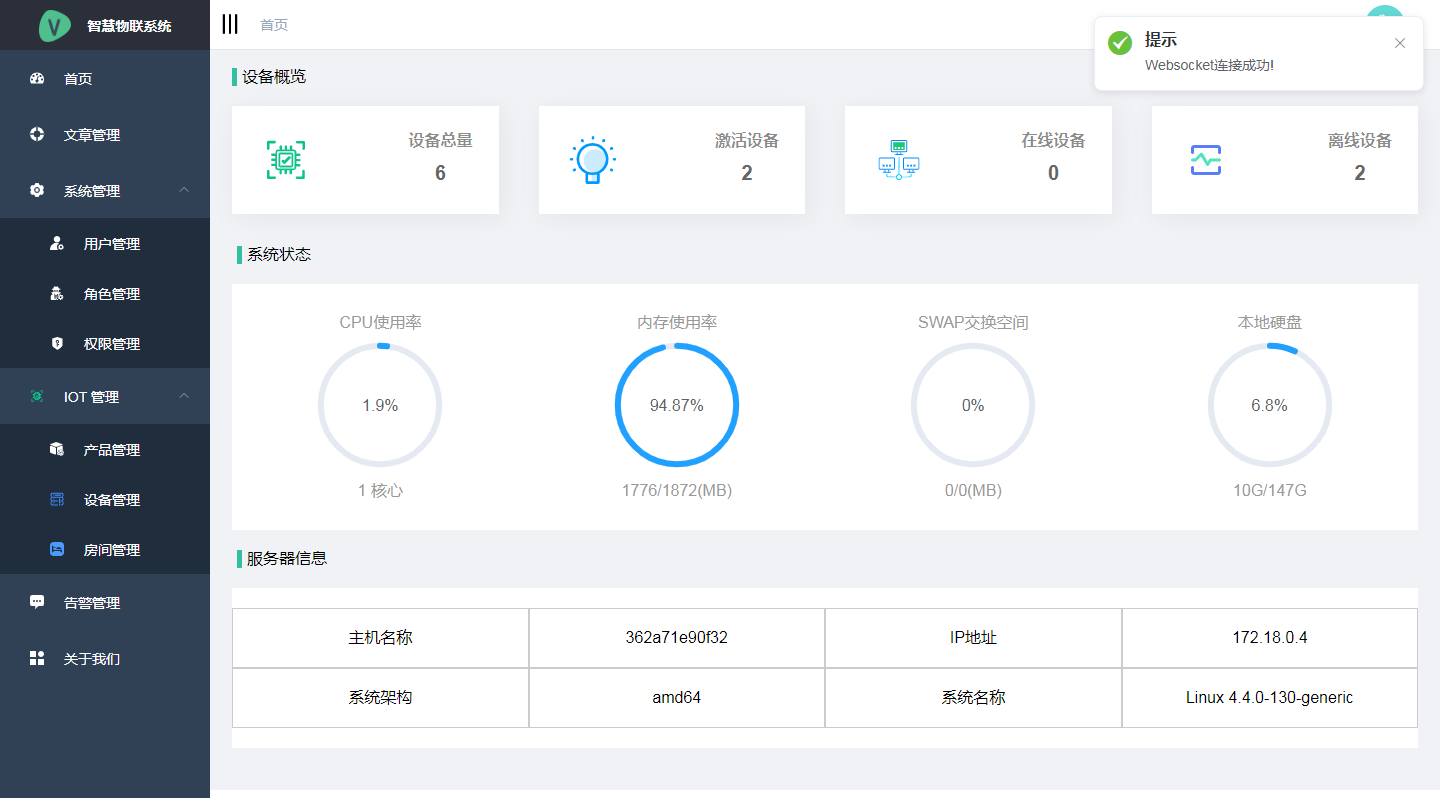 智慧物联系统
首页
首页
文章管理
系统管理
用户管理
角色管理
权限管理
IOT 管理
产品管理
设备管理
房间管理
告警管理
关于我们
提示
Websocket连接成功!
设备概览
设备总量
6
激活设备
2
在线设备
0
离线设备
2
系统状态
CPU使用率
1.9%
1 核心
内存使用率
94.87%
1776/1872(MB)
SWAP交换空间
0%
0/0(MB)
本地硬盘
6.8%
10G/147G
服务器信息
主机名称 362a71e90f32 IP地址 172.18.0.4
系统架构 amd64 系统名称 Linux 4.4.0-130-generic